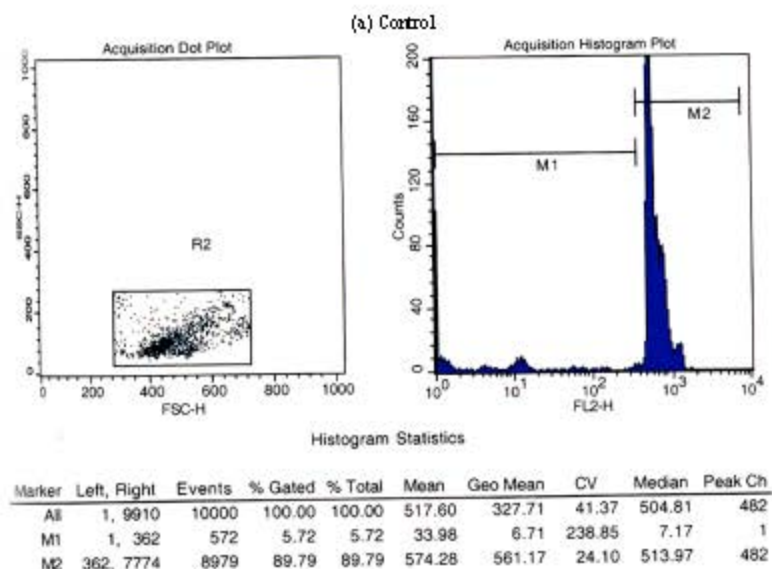 (a) Control
Acquisition Dot Plot
1000
800
600
400
200
0
SSC-H
R2
0 200 400 600 800 1000
FSC-H
Acquisition Histogram Plot
200
160
120
80
40
0
Counts
M1
M2
10^0 10^1 10^2 10^3 10^4
FL2-H
Histogram Statistics
Marker Left, Right Events % Gated % Total Mean Geo Mean CV Median Peak Ch
All 1, 9910 10000 100.00 100.00 517.60 327.71 41.37 504.81 482
M1 1, 362 572 5.72 5.72 33.98 6.71 238.85 7.17 1
M2 362, 7774 8979 89.79 89.79 574.28 561.17 24.10 513.97 482